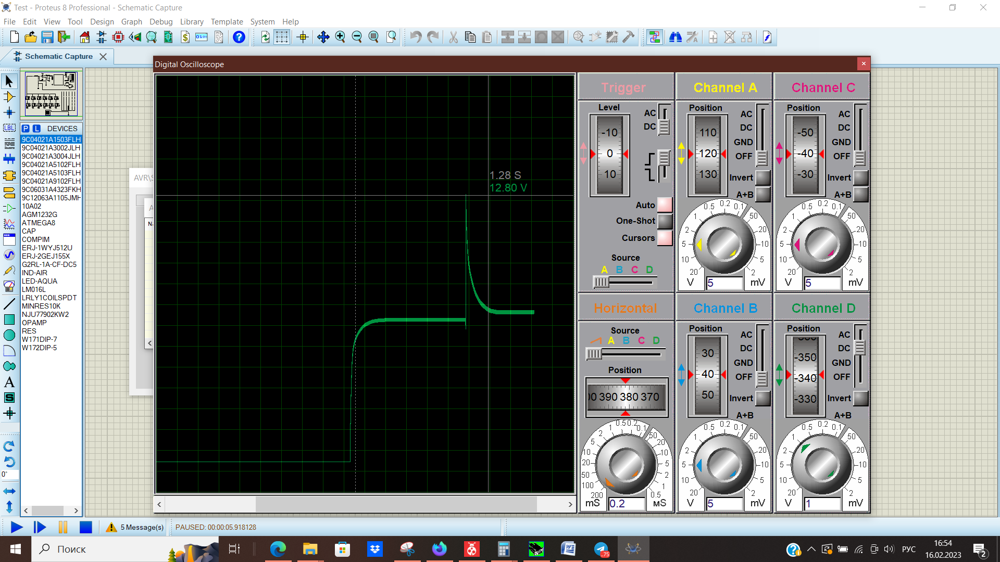 Test - Proteus 8 Professional - Schematic Capture
File Edit View Tool Design Graph Debug Library Template System Help
Schematic Capture
Digital Oscilloscope
P L DEVICES
9C04021A1503FLH
9C04021A3002JLH
9C04021A3004JLH
9C04021A5102FLH
9C04021A5103FLH
9C04021A9102FLH
9C06031A4323FKH
9C12063A1105JMH
10A02
AGM1232G
ATMEGA8
CAP
COMPIM
ERJ-1WYJ512U
ERJ-2GEJ155X
G2RL-1A-CF-DC5
IND-AIR
LED-AQUA
LM016L
LRLY1COILSPDT
MINRES10K
NJU77902KW2
OPAMP
RES
W171DIP-7
W172DIP-5
LBL
A
S
0°
AVR\S
1.28 S
12.80 V
Trigger
Level
-10
0
10
AC
DC
Auto
One-Shot
Cursors
Source
A B C D
Channel A
Position
110
120
130
AC
DC
GND
OFF
Invert
A+B
20 10 5 2 1 0.5 0.2 0.1 50 20 10 5 2
V 5 mV
Channel C
Position
-50
-40
-30
AC
DC
GND
OFF
Invert
A+B
20 10 5 2 1 0.5 0.2 0.1 50 20 10 5 2
V 5 mV
Horizontal
Source
A B C D
Position
390 380 370
200 100 50 20 10 5 2 1 0.5 0.2 0.1 50 20 10 5 2 1 0.5
mS 0.2 мS
Channel B
Position
30
40
50
AC
DC
GND
OFF
Invert
A+B
20 10 5 2 1 0.5 0.2 0.1 50 20 10 5 2
V 5 mV
Channel D
Position
-350
-340
-330
AC
DC
GND
OFF
Invert
A+B
20 10 5 2 1 0.5 0.2 0.1 50 20 10 5 2
V 1 mV
5 Message(s)
PAUSED: 00:00:05.918128
Поиск
75
РУС
16:54
16.02.2023
2